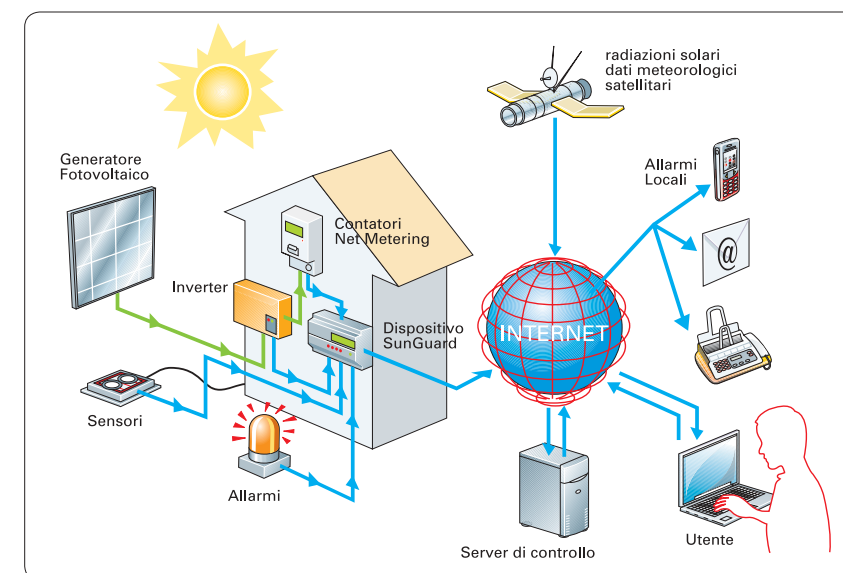 radiazioni solari
dati meteorologici
satellitari
Generatore
Fotovoltaico
Allarmi
Locali
Contatori
Net Metering
Inverter
Dispositivo
SunGuard
INTERNET
@
Sensori
Allarmi
Server di controllo
Utente